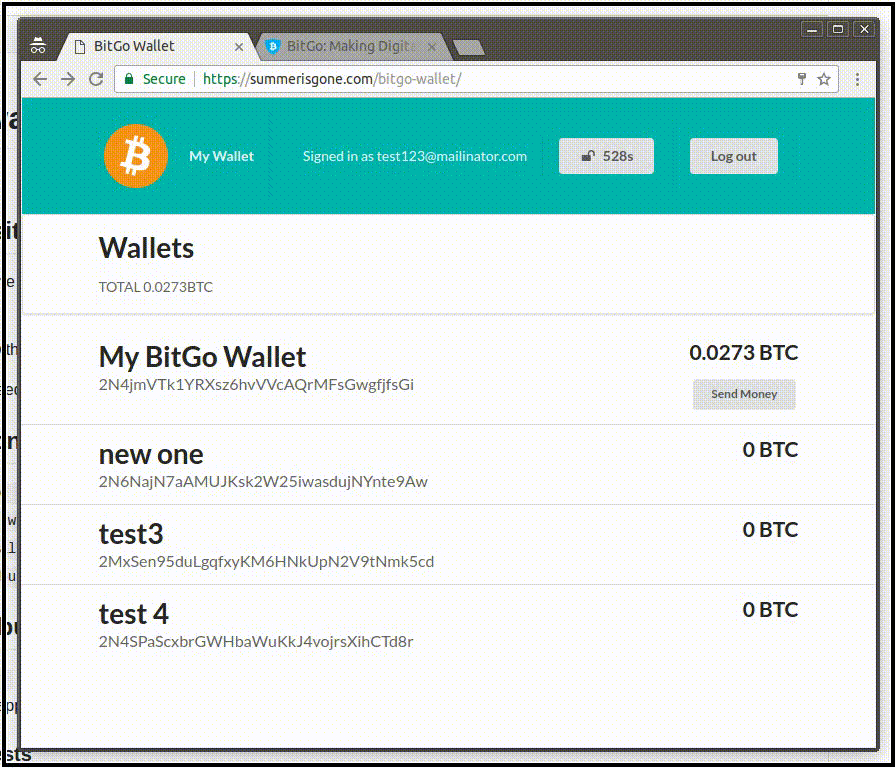 BitGo Wallet
BitGo: Making Digita
Secure https://summerisgone.com/bitgo-wallet/
My Wallet Signed in as test123@mailinator.com 528s Log out
Wallets
TOTAL 0.0273BTC
My BitGo Wallet 0.0273 BTC
2N4jmVTk1YRXsz6hvVVcAQrMFsGwgfjfsGi
Send Money
new one 0 BTC
2N6NajN7aAMUJKsk2W25iwasdujNYnte9Aw
test3 0 BTC
2MxSen95duLgqfxyKM6HNkUpN2V9tNmk5cd
test 4 0 BTC
2N4SPaScxbrGWHbaWuKkJ4vojrsXihCTd8r